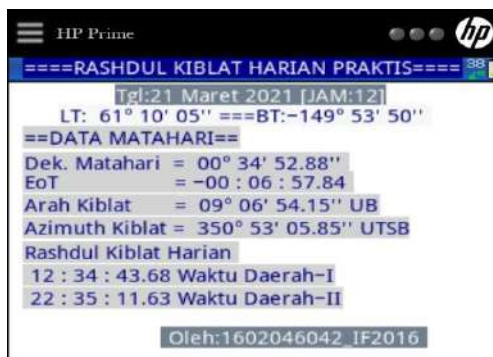 HP Prime
hp
====RASHDUL KIBLAT HARIAN PRAKTIS====
38
Tgl:21 Maret 2021 [JAM:12]
LT: 61° 10' 05'' ===BT:−149° 53' 50''
==DATA MATAHARI==
Dek. Matahari = 00° 34' 52.88''
EoT = −00 : 06 : 57.84
Arah Kiblat = 09° 06' 54.15'' UB
Azimuth Kiblat = 350° 53' 05.85'' UTSB
Rashdul Kiblat Harian
12 : 34 : 43.68 Waktu Daerah−I
22 : 35 : 11.63 Waktu Daerah−II
Oleh:1602046042_IF2016